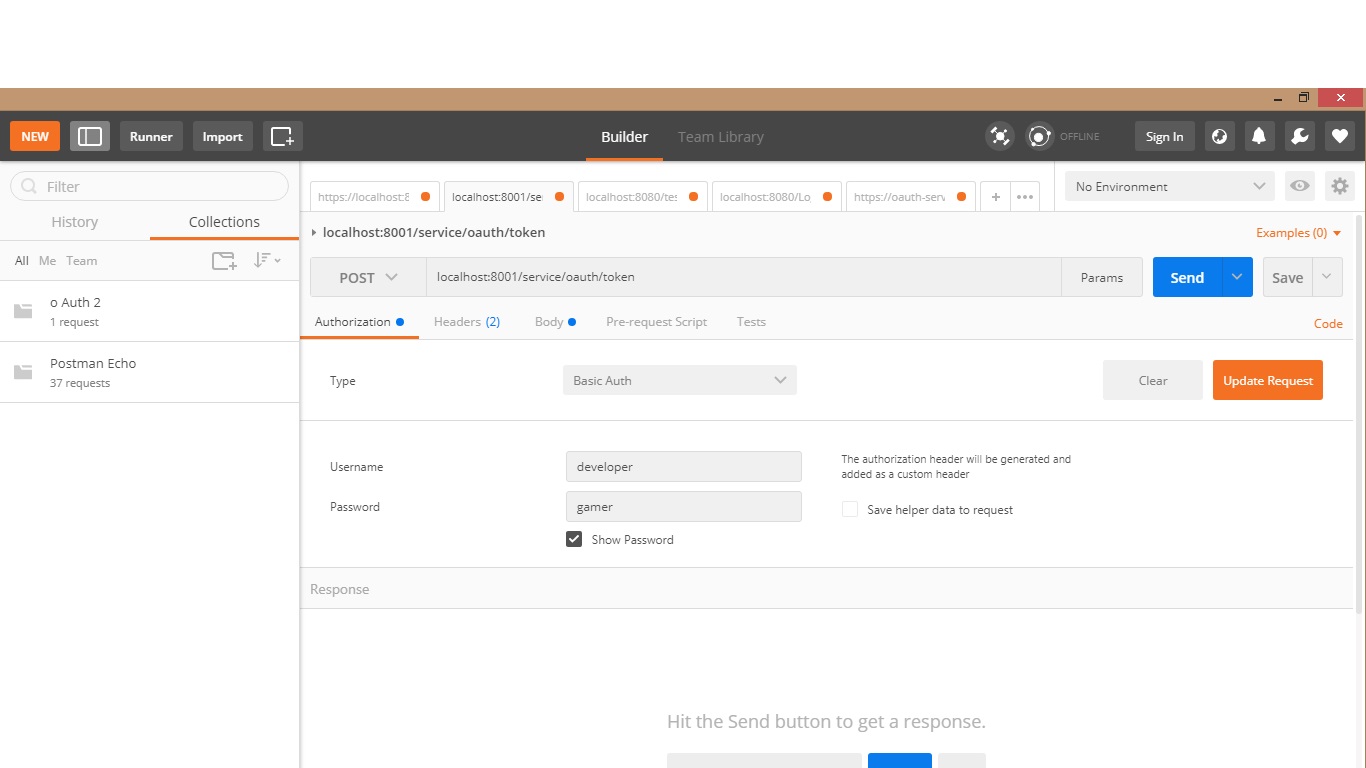 NEW Runner Import Builder Team Library OFFLINE Sign In
Filter
History Collections
All Me Team
o Auth 2
1 request
Postman Echo
37 requests
https://localhost:8 localhost:8001/se localhost:8080/tes localhost:8080/Lo https://oauth-serv + •••
No Environment
localhost:8001/service/oauth/token
Examples (0)
POST localhost:8001/service/oauth/token Params Send Save
Authorization Headers (2) Body Pre-request Script Tests Code
Type Basic Auth Clear Update Request
Username developer
Password gamer
Show Password
The authorization header will be generated and
added as a custom header
Save helper data to request
Response
Hit the Send button to get a response.